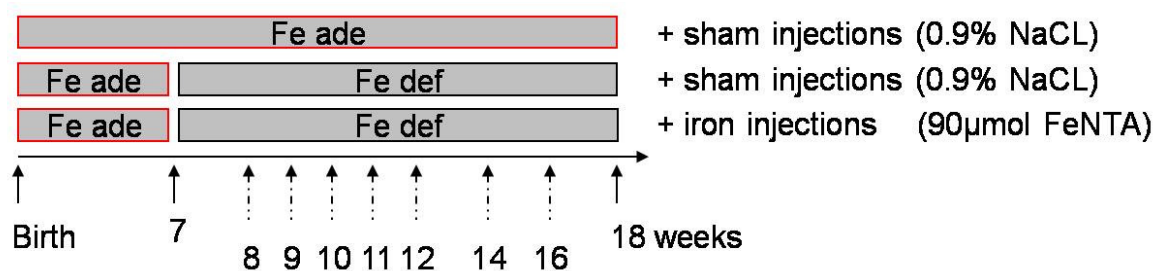 Fe ade + sham injections (0.9% NaCL)
Fe ade Fe def + sham injections (0.9% NaCL)
Fe ade Fe def + iron injections (90µmol FeNTA)
Birth 7 8 9 10 11 12 14 16 18 weeks